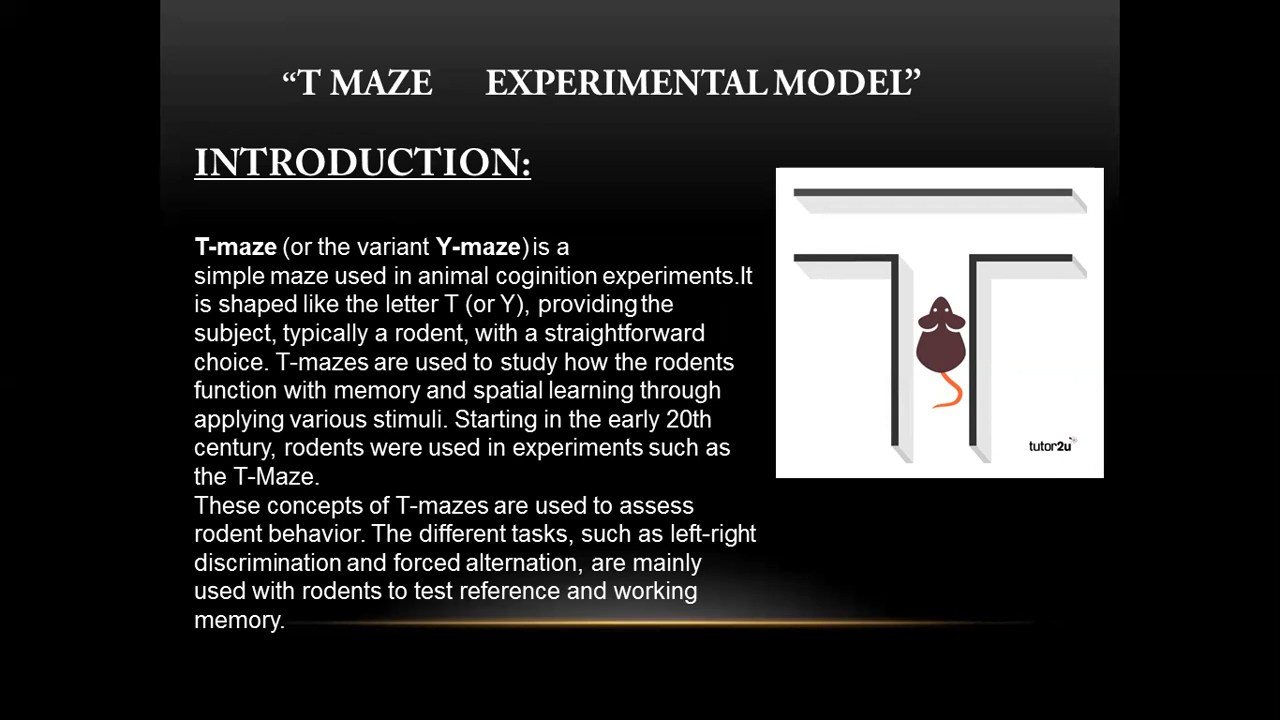 “T MAZE EXPERIMENTAL MODEL”
INTRODUCTION:
T-maze (or the variant Y-maze) is a
simple maze used in animal coginition experiments.It
is shaped like the letter T (or Y), providing the
subject, typically a rodent, with a straightforward
choice. T-mazes are used to study how the rodents
function with memory and spatial learning through
applying various stimuli. Starting in the early 20th
century, rodents were used in experiments such as
the T-Maze.
These concepts of T-mazes are used to assess
rodent behavior. The different tasks, such as left-right
discrimination and forced alternation, are mainly
used with rodents to test reference and working
memory.
tutor2u